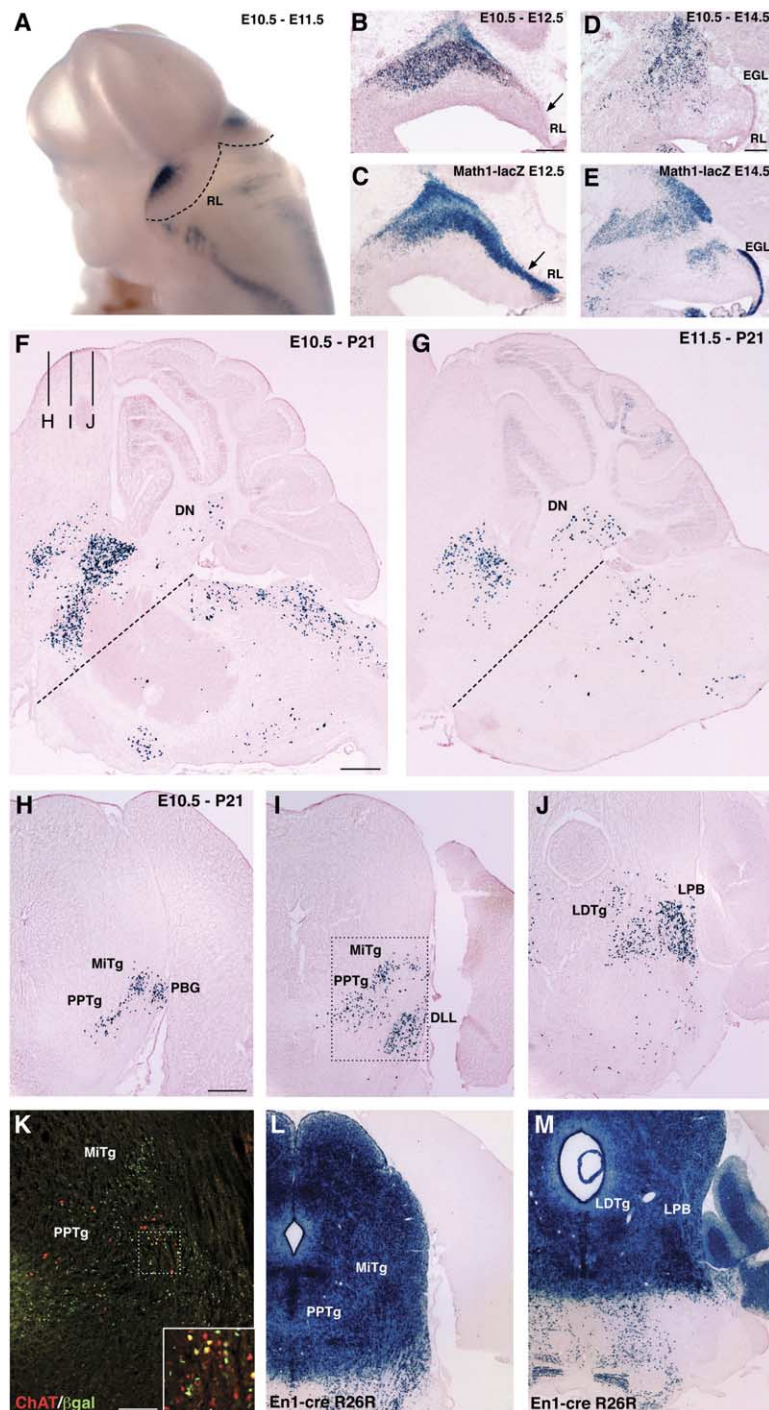 A
E10.5 - E11.5
RL
B
E10.5 - E12.5
RL
C
Math1-lacZ E12.5
RL
D
E10.5 - E14.5
EGL
RL
E
Math1-lacZ E14.5
EGL
F
E10.5 - P21
H I J
DN
G
E11.5 - P21
DN
H
E10.5 - P21
MiTg
PBG
PPTg
I
MiTg
PPTg
DLL
J
LPB
LDTg
K
MiTg
PPTg
ChAT/βgal
L
MiTg
PPTg
En1-cre R26R
M
LDTg
LPB
En1-cre R26R